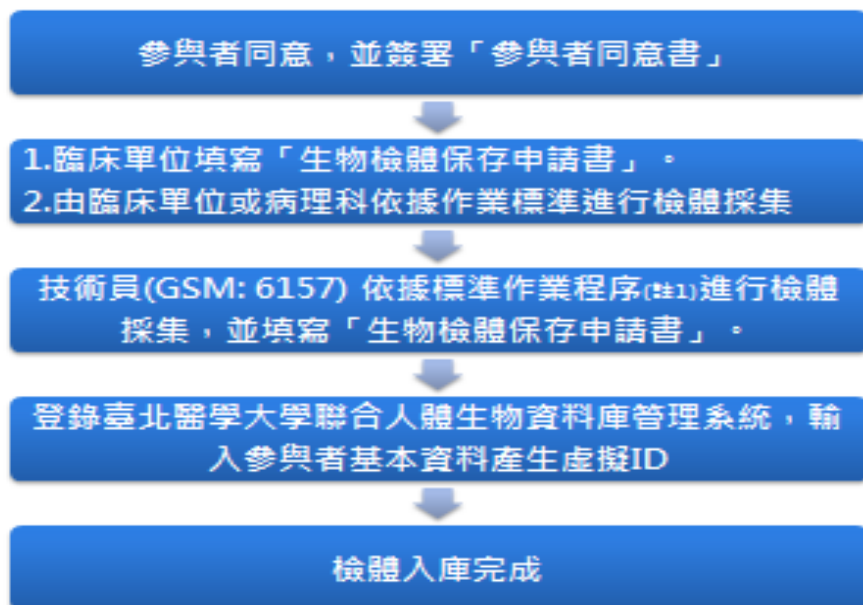 參與者同意，並簽署「參與者同意書」
1.臨床單位填寫「生物檢體保存申請書」。
2.由臨床單位或病理科依據作業標準進行檢體採集
技術員(GSM: 6157) 依據標準作業程序(註1)進行檢體
採集，並填寫「生物檢體保存申請書」。
登錄臺北醫學大學聯合人體生物資料庫管理系統，輸
入參與者基本資料產生虛擬ID
檢體入庫完成